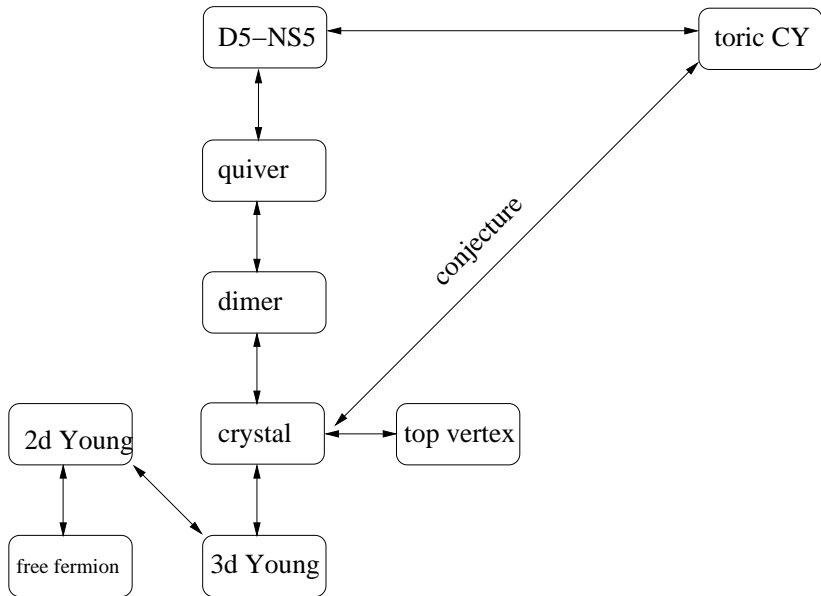 D5–NS5
toric CY
quiver
conjecture
dimer
crystal
top vertex
2d Young
free fermion
3d Young